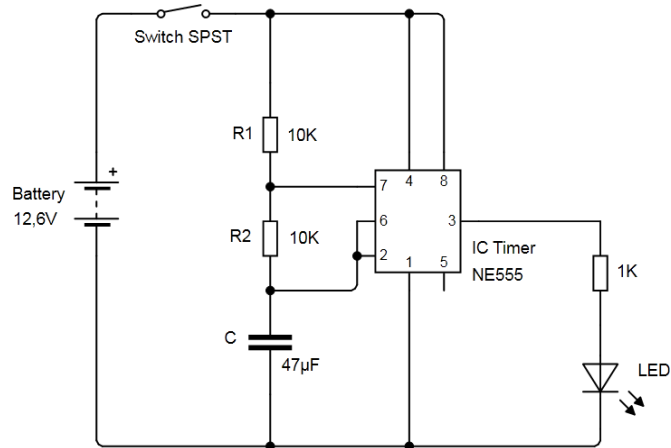 Switch SPST
R1
10K
Battery
12,6V
+
R2
10K
7
4
8
6
3
2
1
5
IC Timer
NE555
1K
C
47µF
LED